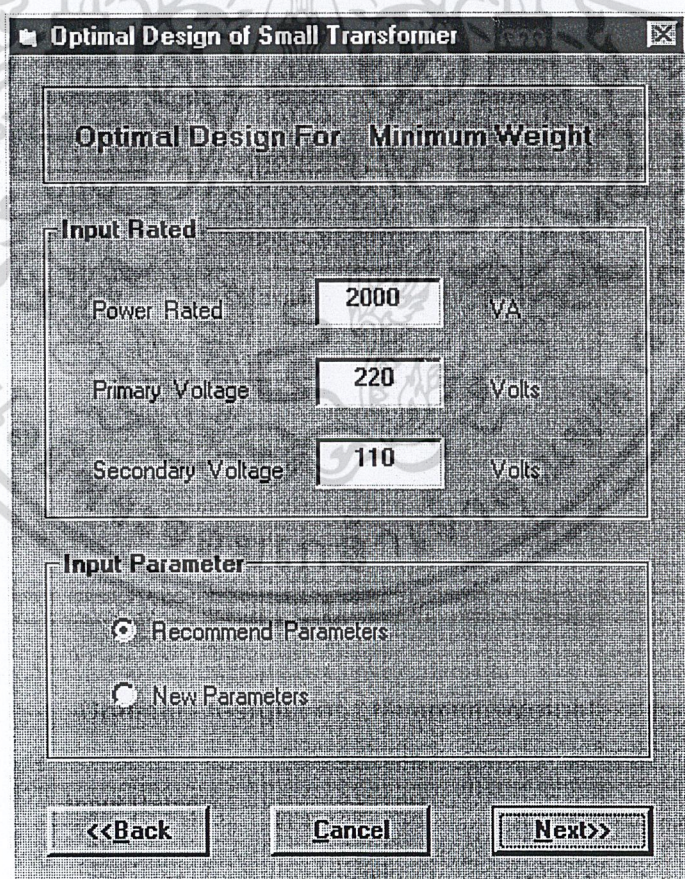 Optimal Design of Small Transformer
Optimal Design For Minimum Weight
Input Rated
Power Rated 2000 VA
Primary Voltage 220 Volts
Secondary Voltage 110 Volts
Input Parameter
Recommend Parameters
New Parameters
<<Back Cancel Next>>